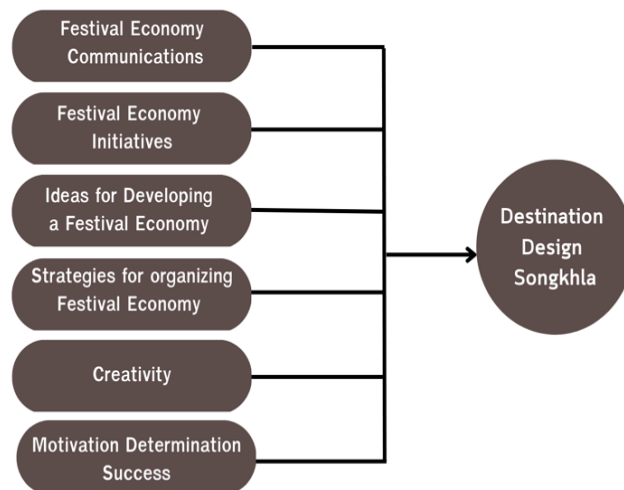 Festival Economy
Communications
Festival Economy
Initiatives
Ideas for Developing
a Festival Economy
Strategies for organizing
Festival Economy
Creativity
Motivation Determination
Success
Destination
Design
Songkhla